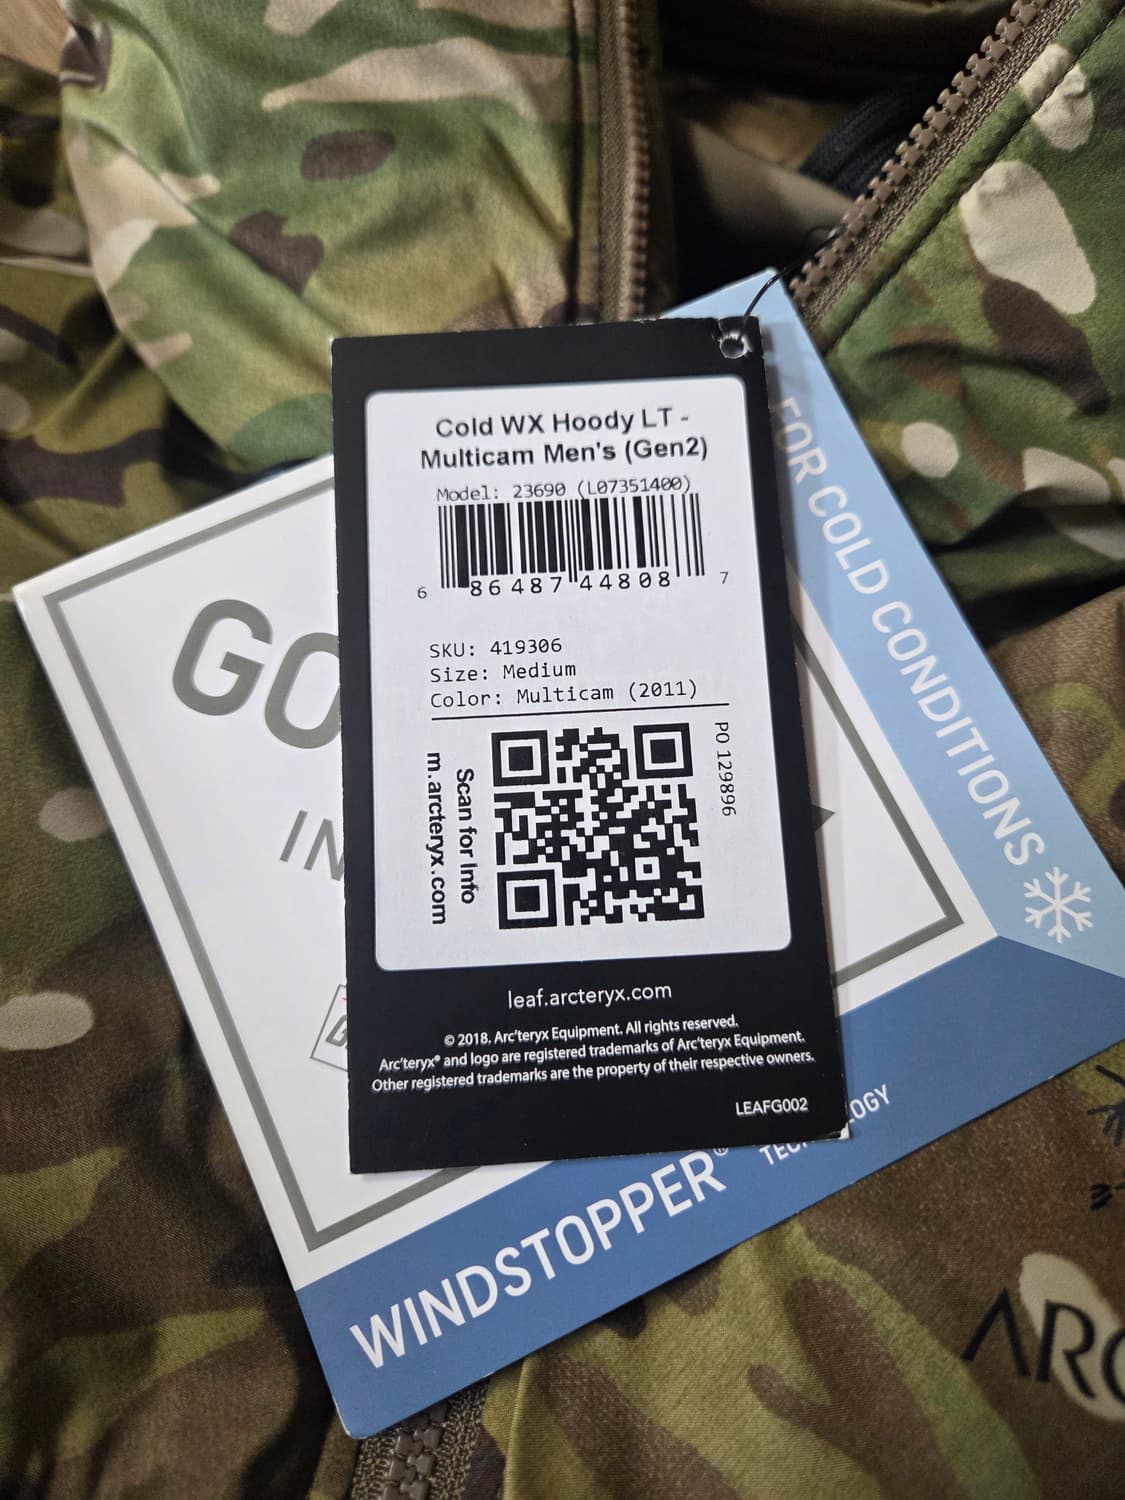 Cold WX Hoody LT -
Multicam Men's (Gen2)
Model: 23690 (L07351400)
6 86487 44808 7
SKU: 419306
Size: Medium
Color: Multicam (2011)
PO 129896
Scan for Info
m.arcteryx.com
leaf.arcteryx.com
© 2018. Arc'teryx Equipment. All rights reserved.
Arc'teryx® and logo are registered trademarks of Arc'teryx Equipment.
Other registered trademarks are the property of their respective owners.
LEAFG002
GO
IN
FOR COLD CONDITIONS
WINDSTOPPER®
ARC